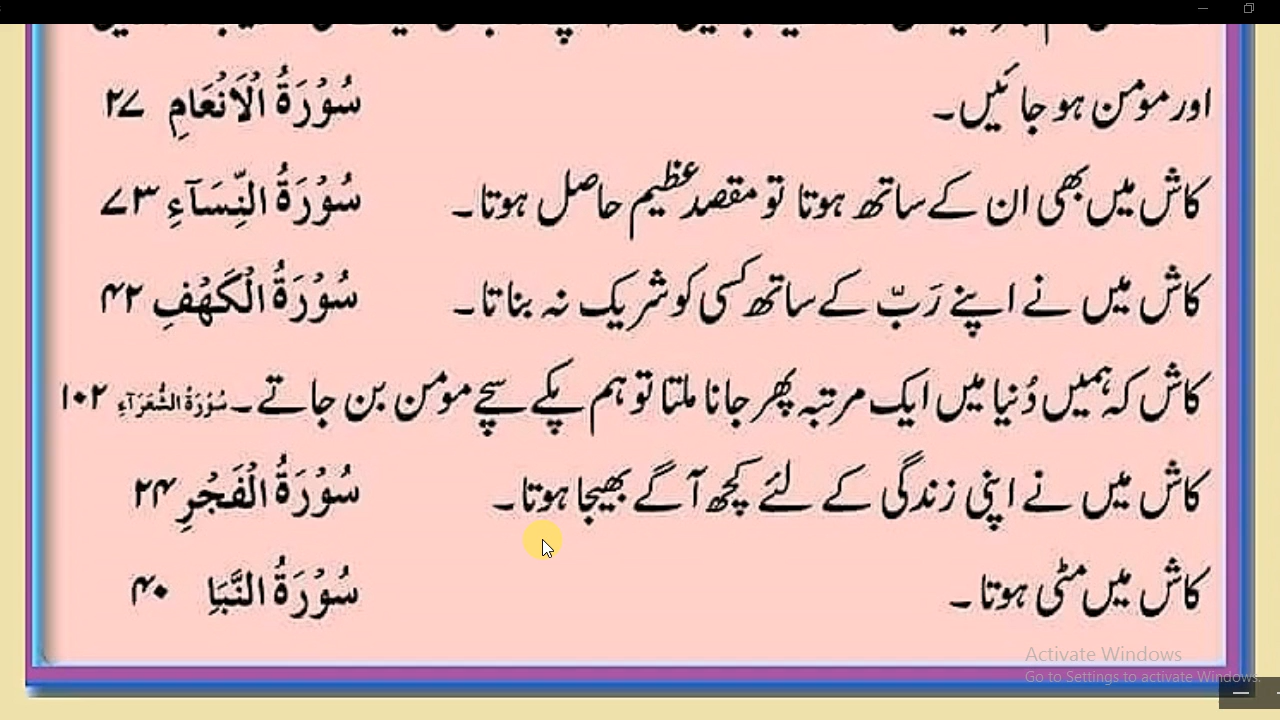 اور مومن ہو جائیں۔ سُوْرَةُ الْاَنْعَامِ ۲۷
کاش میں بھی ان کے ساتھ ہوتا تو مقصد عظیم حاصل ہوتا۔ سُوْرَةُ النِّسَآءِ ۷۳
کاش میں نے اپنے رَبّ کے ساتھ کسی کو شریک نہ بناتا۔ سُوْرَةُ الْكَهْفِ ۴۲
کاش کہ ہمیں دُنیا میں ایک مرتبہ پھر جانا ملتا تو ہم پکے سچے مومن بن جاتے۔ سُوْرَةُ الشُّعَرَآءِ ۱۰۲
کاش میں نے اپنی زندگی کے لئے کچھ آگے بھیجا ہوتا۔ سُوْرَةُ الْفَجْرِ ۲۴
کاش میں مٹی ہوتا۔ سُوْرَةُ النَّبَاِ ۴۰
Activate Windows
Go to Settings to activate Windows.